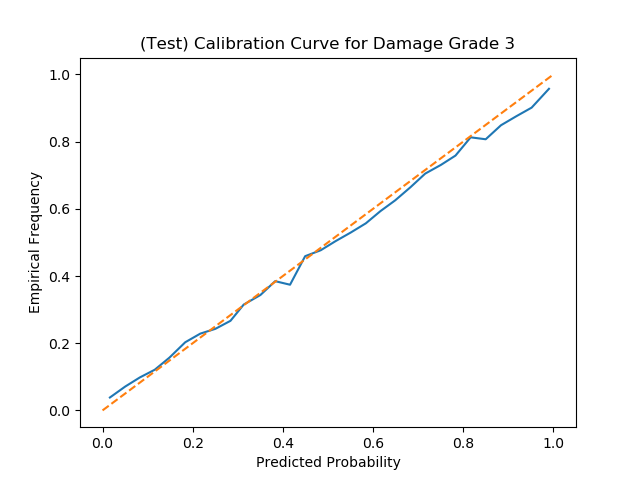 (Test) Calibration Curve for Damage Grade 3
1.0
0.8
0.6
0.4
0.2
0.0
Empirical Frequency
0.0 0.2 0.4 0.6 0.8 1.0
Predicted Probability